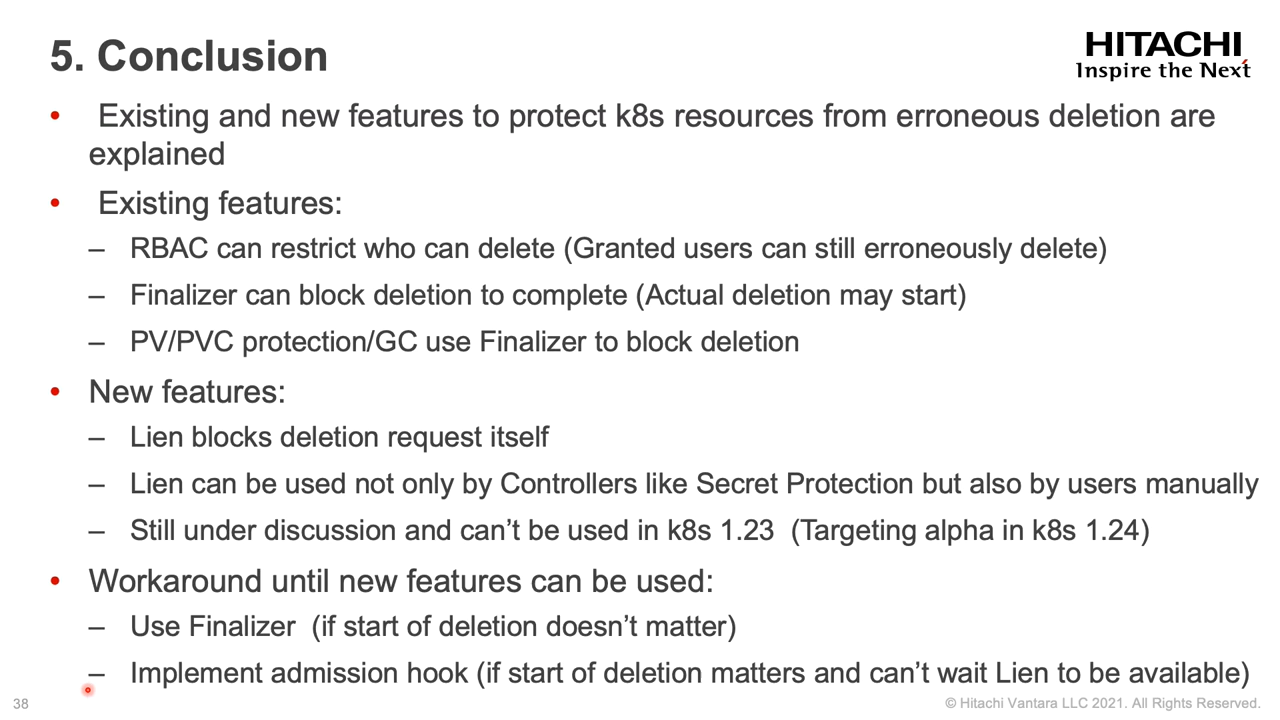 5. Conclusion
HITACHI
Inspire the Next
• Existing and new features to protect k8s resources from erroneous deletion are
explained
• Existing features:
– RBAC can restrict who can delete (Granted users can still erroneously delete)
– Finalizer can block deletion to complete (Actual deletion may start)
– PV/PVC protection/GC use Finalizer to block deletion
• New features:
– Lien blocks deletion request itself
– Lien can be used not only by Controllers like Secret Protection but also by users manually
– Still under discussion and can’t be used in k8s 1.23 (Targeting alpha in k8s 1.24)
• Workaround until new features can be used:
– Use Finalizer (if start of deletion doesn’t matter)
– Implement admission hook (if start of deletion matters and can’t wait Lien to be available)
38
© Hitachi Vantara LLC 2021. All Rights Reserved.